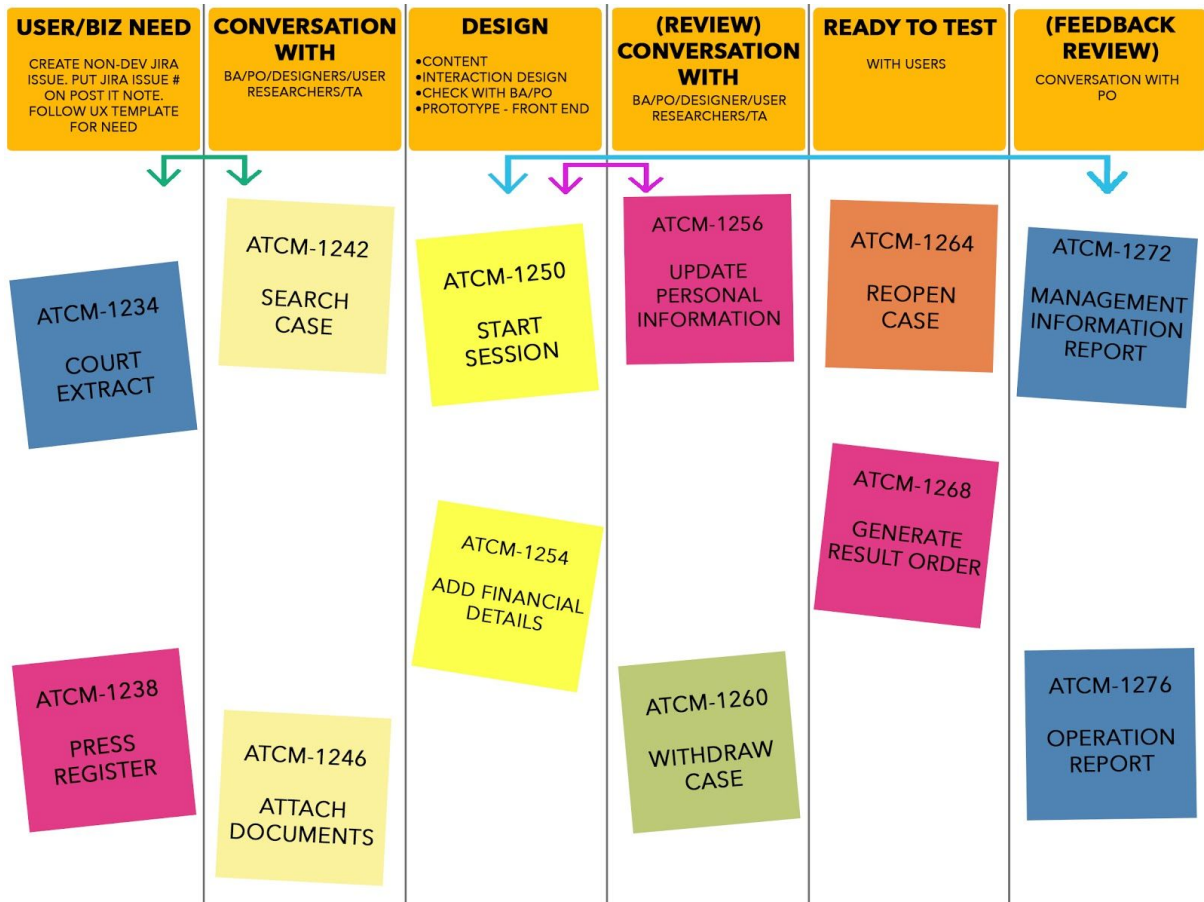 USER/BIZ NEED
CREATE NON-DEV JIRA
ISSUE. PUT JIRA ISSUE #
ON POST IT NOTE.
FOLLOW UX TEMPLATE
FOR NEED
CONVERSATION
WITH
BA/PO/DESIGNERS/USER
RESEARCHERS/TA
DESIGN
•CONTENT
•INTERACTION DESIGN
•CHECK WITH BA/PO
•PROTOTYPE - FRONT END
(REVIEW)
CONVERSATION
WITH
BA/PO/DESIGNER/USER
RESEARCHERS/TA
READY TO TEST
WITH USERS
(FEEDBACK
REVIEW)
CONVERSATION WITH
PO
ATCM-1234
COURT
EXTRACT
ATCM-1238
PRESS
REGISTER
ATCM-1242
SEARCH
CASE
ATCM-1246
ATTACH
DOCUMENTS
ATCM-1250
START
SESSION
ATCM-1254
ADD FINANCIAL
DETAILS
ATCM-1256
UPDATE
PERSONAL
INFORMATION
ATCM-1260
WITHDRAW
CASE
ATCM-1264
REOPEN
CASE
ATCM-1268
GENERATE
RESULT ORDER
ATCM-1272
MANAGEMENT
INFORMATION
REPORT
ATCM-1276
OPERATION
REPORT